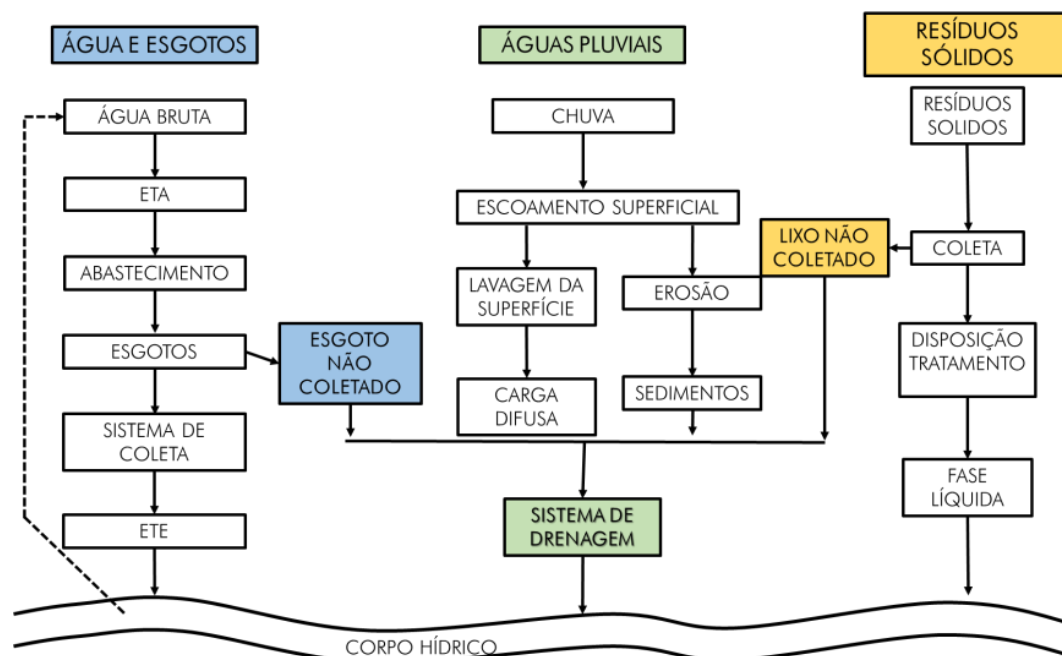 ÁGUA E ESGOTOS
ÁGUA BRUTA
ETA
ABASTECIMENTO
ESGOTOS
ESGOTO
NÃO
COLETADO
SISTEMA DE
COLETA
ETE
ÁGUAS PLUVIAIS
CHUVA
ESCOAMENTO SUPERFICIAL
LAVAGEM DA
SUPERFÍCIE
CARGA
DIFUSA
EROSÃO
SEDIMENTOS
SISTEMA DE
DRENAGEM
RESÍDUOS
SÓLIDOS
RESÍDUOS
SOLIDOS
COLETA
LIXO NÃO
COLETADO
DISPOSIÇÃO
TRATAMENTO
FASE
LÍQUIDA
CORPO HÍDRICO